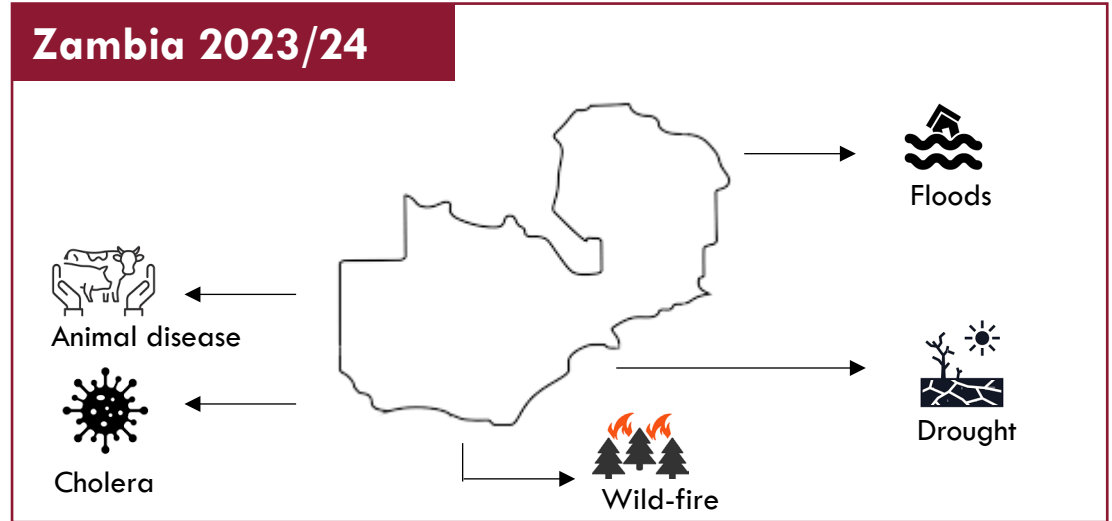 Zambia 2023/24
Floods
Animal disease
Drought
Cholera
Wild-fire